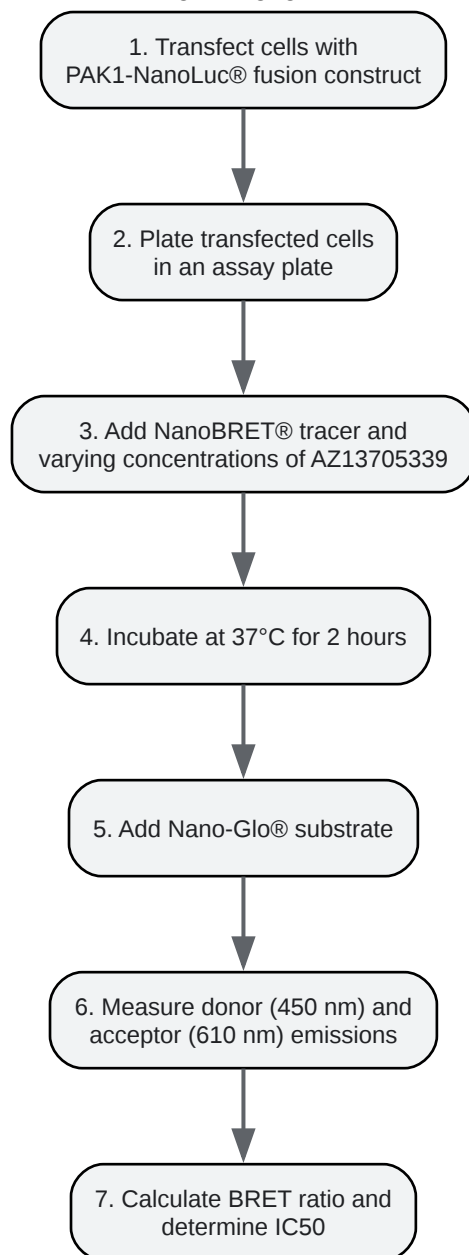 1. Transfect cells with
PAK1-NanoLuc® fusion construct
2. Plate transfected cells
in an assay plate
3. Add NanoBRET® tracer and
varying concentrations of AZ13705339
4. Incubate at 37°C for 2 hours
5. Add Nano-Glo® substrate
6. Measure donor (450 nm) and
acceptor (610 nm) emissions
7. Calculate BRET ratio and
determine IC50